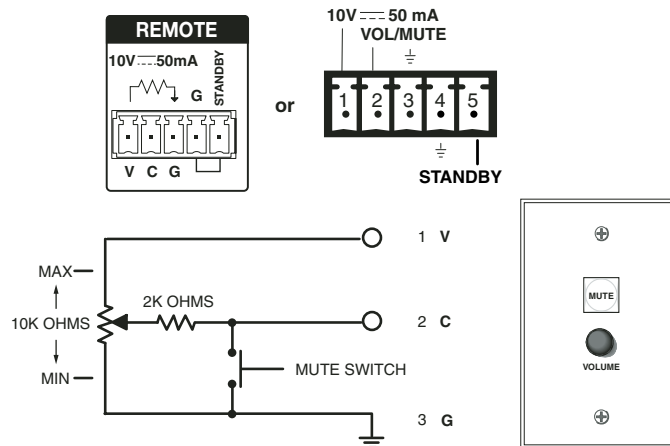 REMOTE
10V 50mA
G
STANDBY
V C G
or
10V 50 mA
VOL/MUTE
1 2 3 4 5
STANDBY
1 V
MAX
2K OHMS
10K OHMS
2 C
MIN
MUTE SWITCH
3 G
MUTE
VOLUME